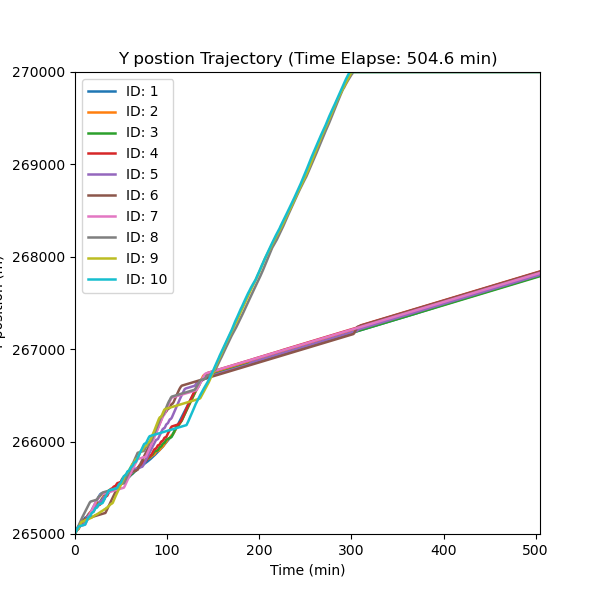 Y postion Trajectory (Time Elapse: 504.6 min)
270000
269000
268000
267000
266000
265000
ID: 1
ID: 2
ID: 3
ID: 4
ID: 5
ID: 6
ID: 7
ID: 8
ID: 9
ID: 10
0 100 200 300 400 500
Time (min)